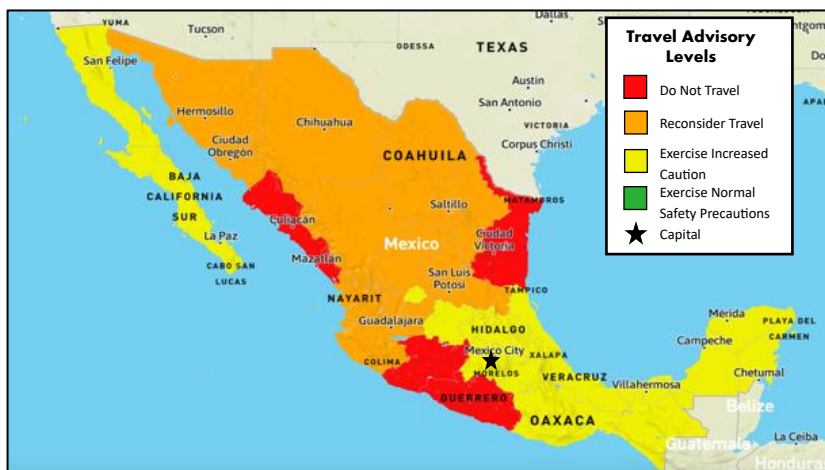 YUMA
Tucson
San Felipe
Hermosillo
Ciudad
Obregón
Chihuahua
BAJA
CALIFORNIA
SUR
La Paz
CABO SAN
LUCAS
Culiacán
Mazatlán
NAYARIT
Guadalajara
COLIMA
Dallas
ODESSA
TEXAS
Austin
San Antonio
VICTORIA
Corpus Christi
COAHUILA
Saltillo
MATAMOROS
Ciudad
Victoria
Mexico
San Luis
Potosí
TAMPICO
HIDALGO
Mexico City
XALAPA
MORELOS
VERACRUZ
GUERRERO
OAXACA
Villahermosa
Mérida
Campeche
PLAYA DEL
CARMEN
Chetumal
Belize
Guatemala
La Ceiba
Hondura
Travel Advisory
Levels
Do Not Travel
Reconsider Travel
Exercise Increased
Caution
Exercise Normal
Safety Precautions
Capital